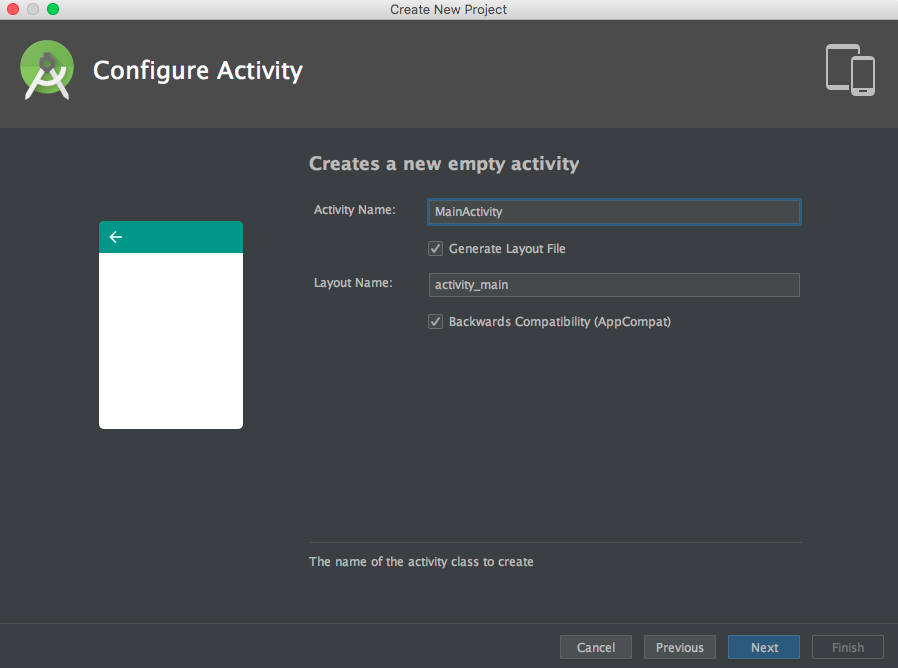 Create New Project
Configure Activity
Creates a new empty activity
Activity Name: MainActivity
Generate Layout File
Layout Name: activity_main
Backwards Compatibility (AppCompat)
The name of the activity class to create
Cancel Previous Next Finish